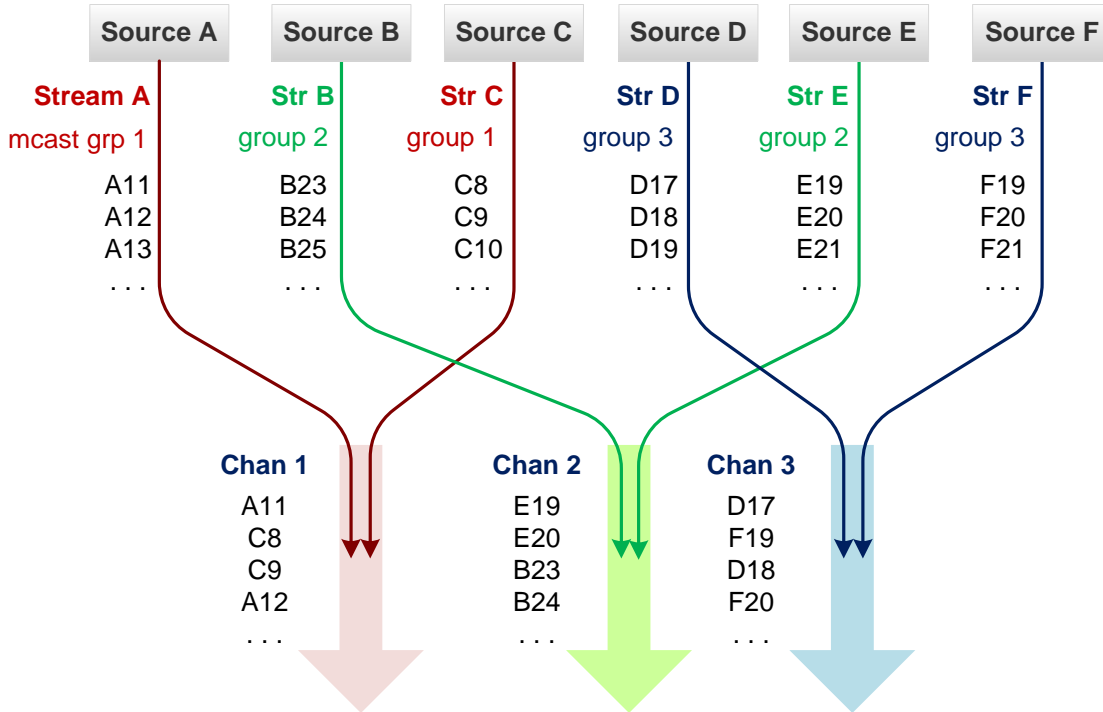 Source A
Source B
Source C
Source D
Source E
Source F
Stream A
Str B
Str C
Str D
Str E
Str F
mcast grp 1
group 2
group 1
group 3
group 2
group 3
A11
B23
C8
D17
E19
F19
A12
B24
C9
D18
E20
F20
A13
B25
C10
D19
E21
F21
. . .
. . .
. . .
. . .
. . .
. . .
Chan 1
Chan 2
Chan 3
A11
E19
D17
C8
E20
F19
C9
B23
D18
A12
B24
F20
. . .
. . .
. . .